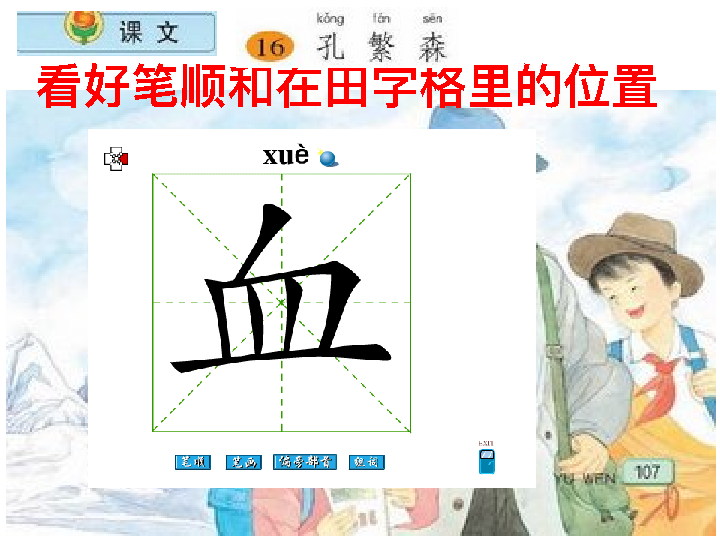 课 文
kǒng fán sēn
16 孔 繁 森
看好笔顺和在田字格里的位置
xuè
血
笔顺 笔画 偏旁部首 组词
EXIT
YU WEN 107